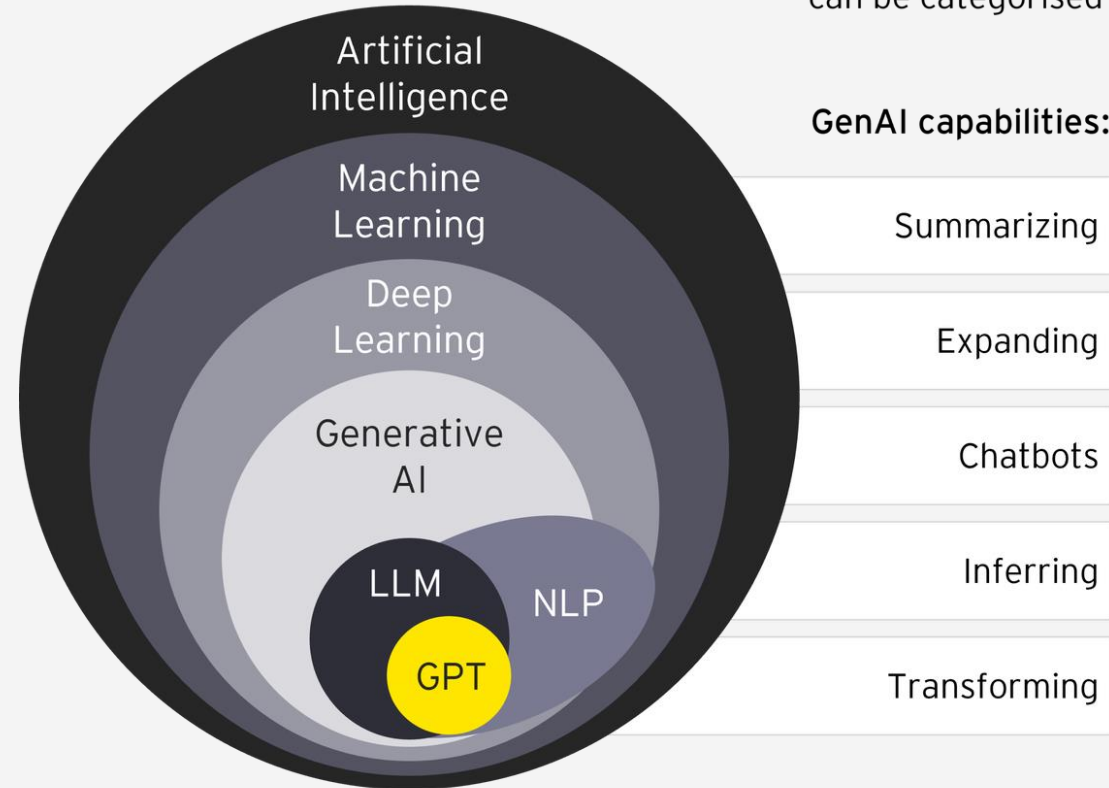 can be categorised
Artificial
Intelligence
Machine
Learning
Deep
Learning
Generative
AI
LLM
NLP
GPT
GenAI capabilities:
Summarizing
Expanding
Chatbots
Inferring
Transforming